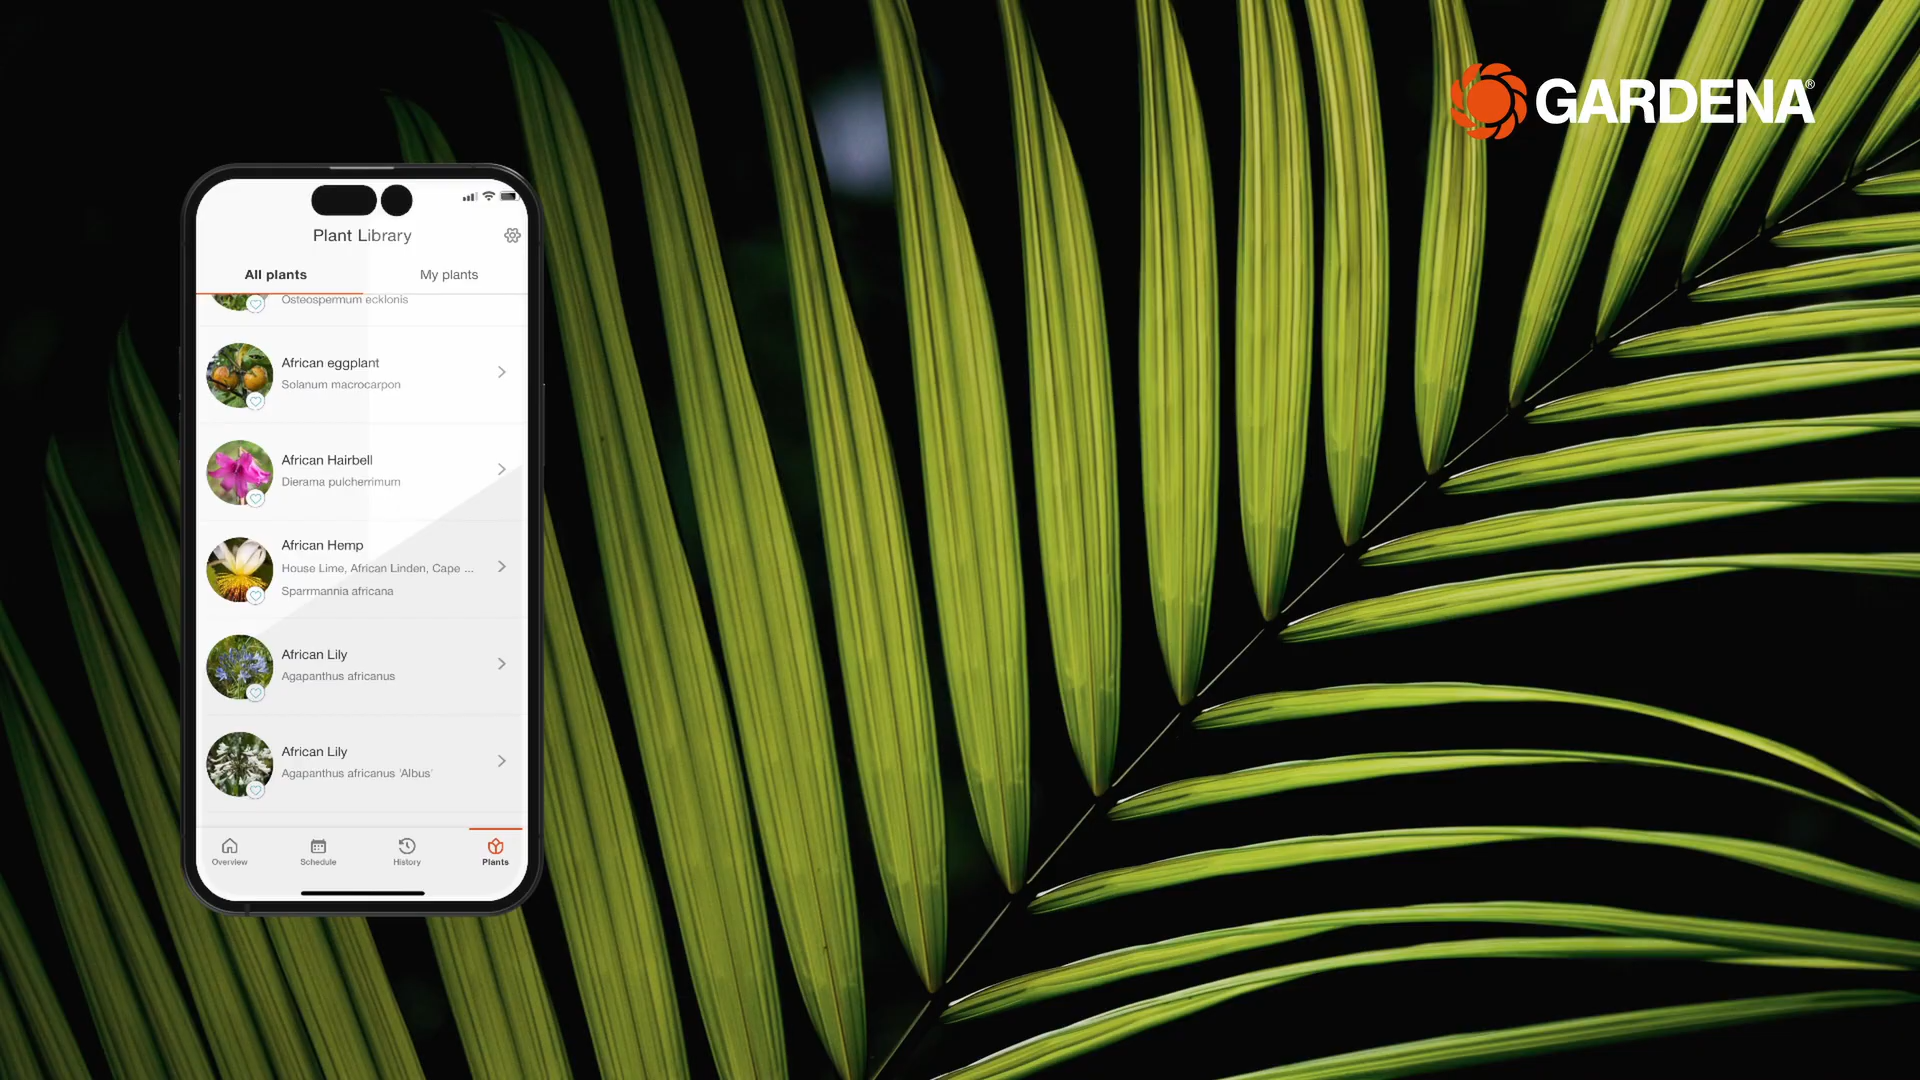 GARDENA®
Plant Library
All plants
My plants
Osteospermum ecklonis
African eggplant
Solanum macrocarpon
African Hairbell
Dierama pulcherrimum
African Hemp
House Lime, African Linden, Cape ...
Sparrmannia africana
African Lily
Agapanthus africanus
African Lily
Agapanthus africanus 'Albus'
Overview
Schedule
History
Plants